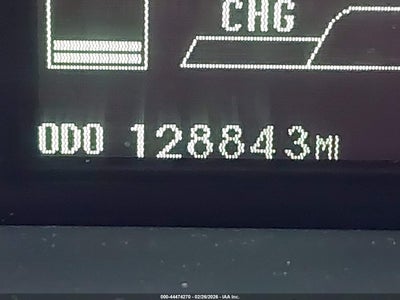 CHG
ODO 128843MI
000-44474270 - 02/26/2026 - IAA Inc.